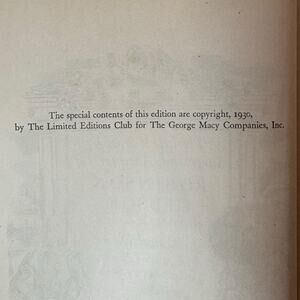 The special contents of this edition are copyright, 1930,
by The Limited Editions Club for The George Macy Companies, Inc.